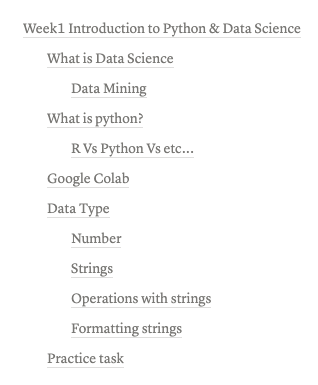 Week1 Introduction to Python & Data Science
What is Data Science
Data Mining
What is python?
R Vs Python Vs etc...
Google Colab
Data Type
Number
Strings
Operations with strings
Formatting strings
Practice task